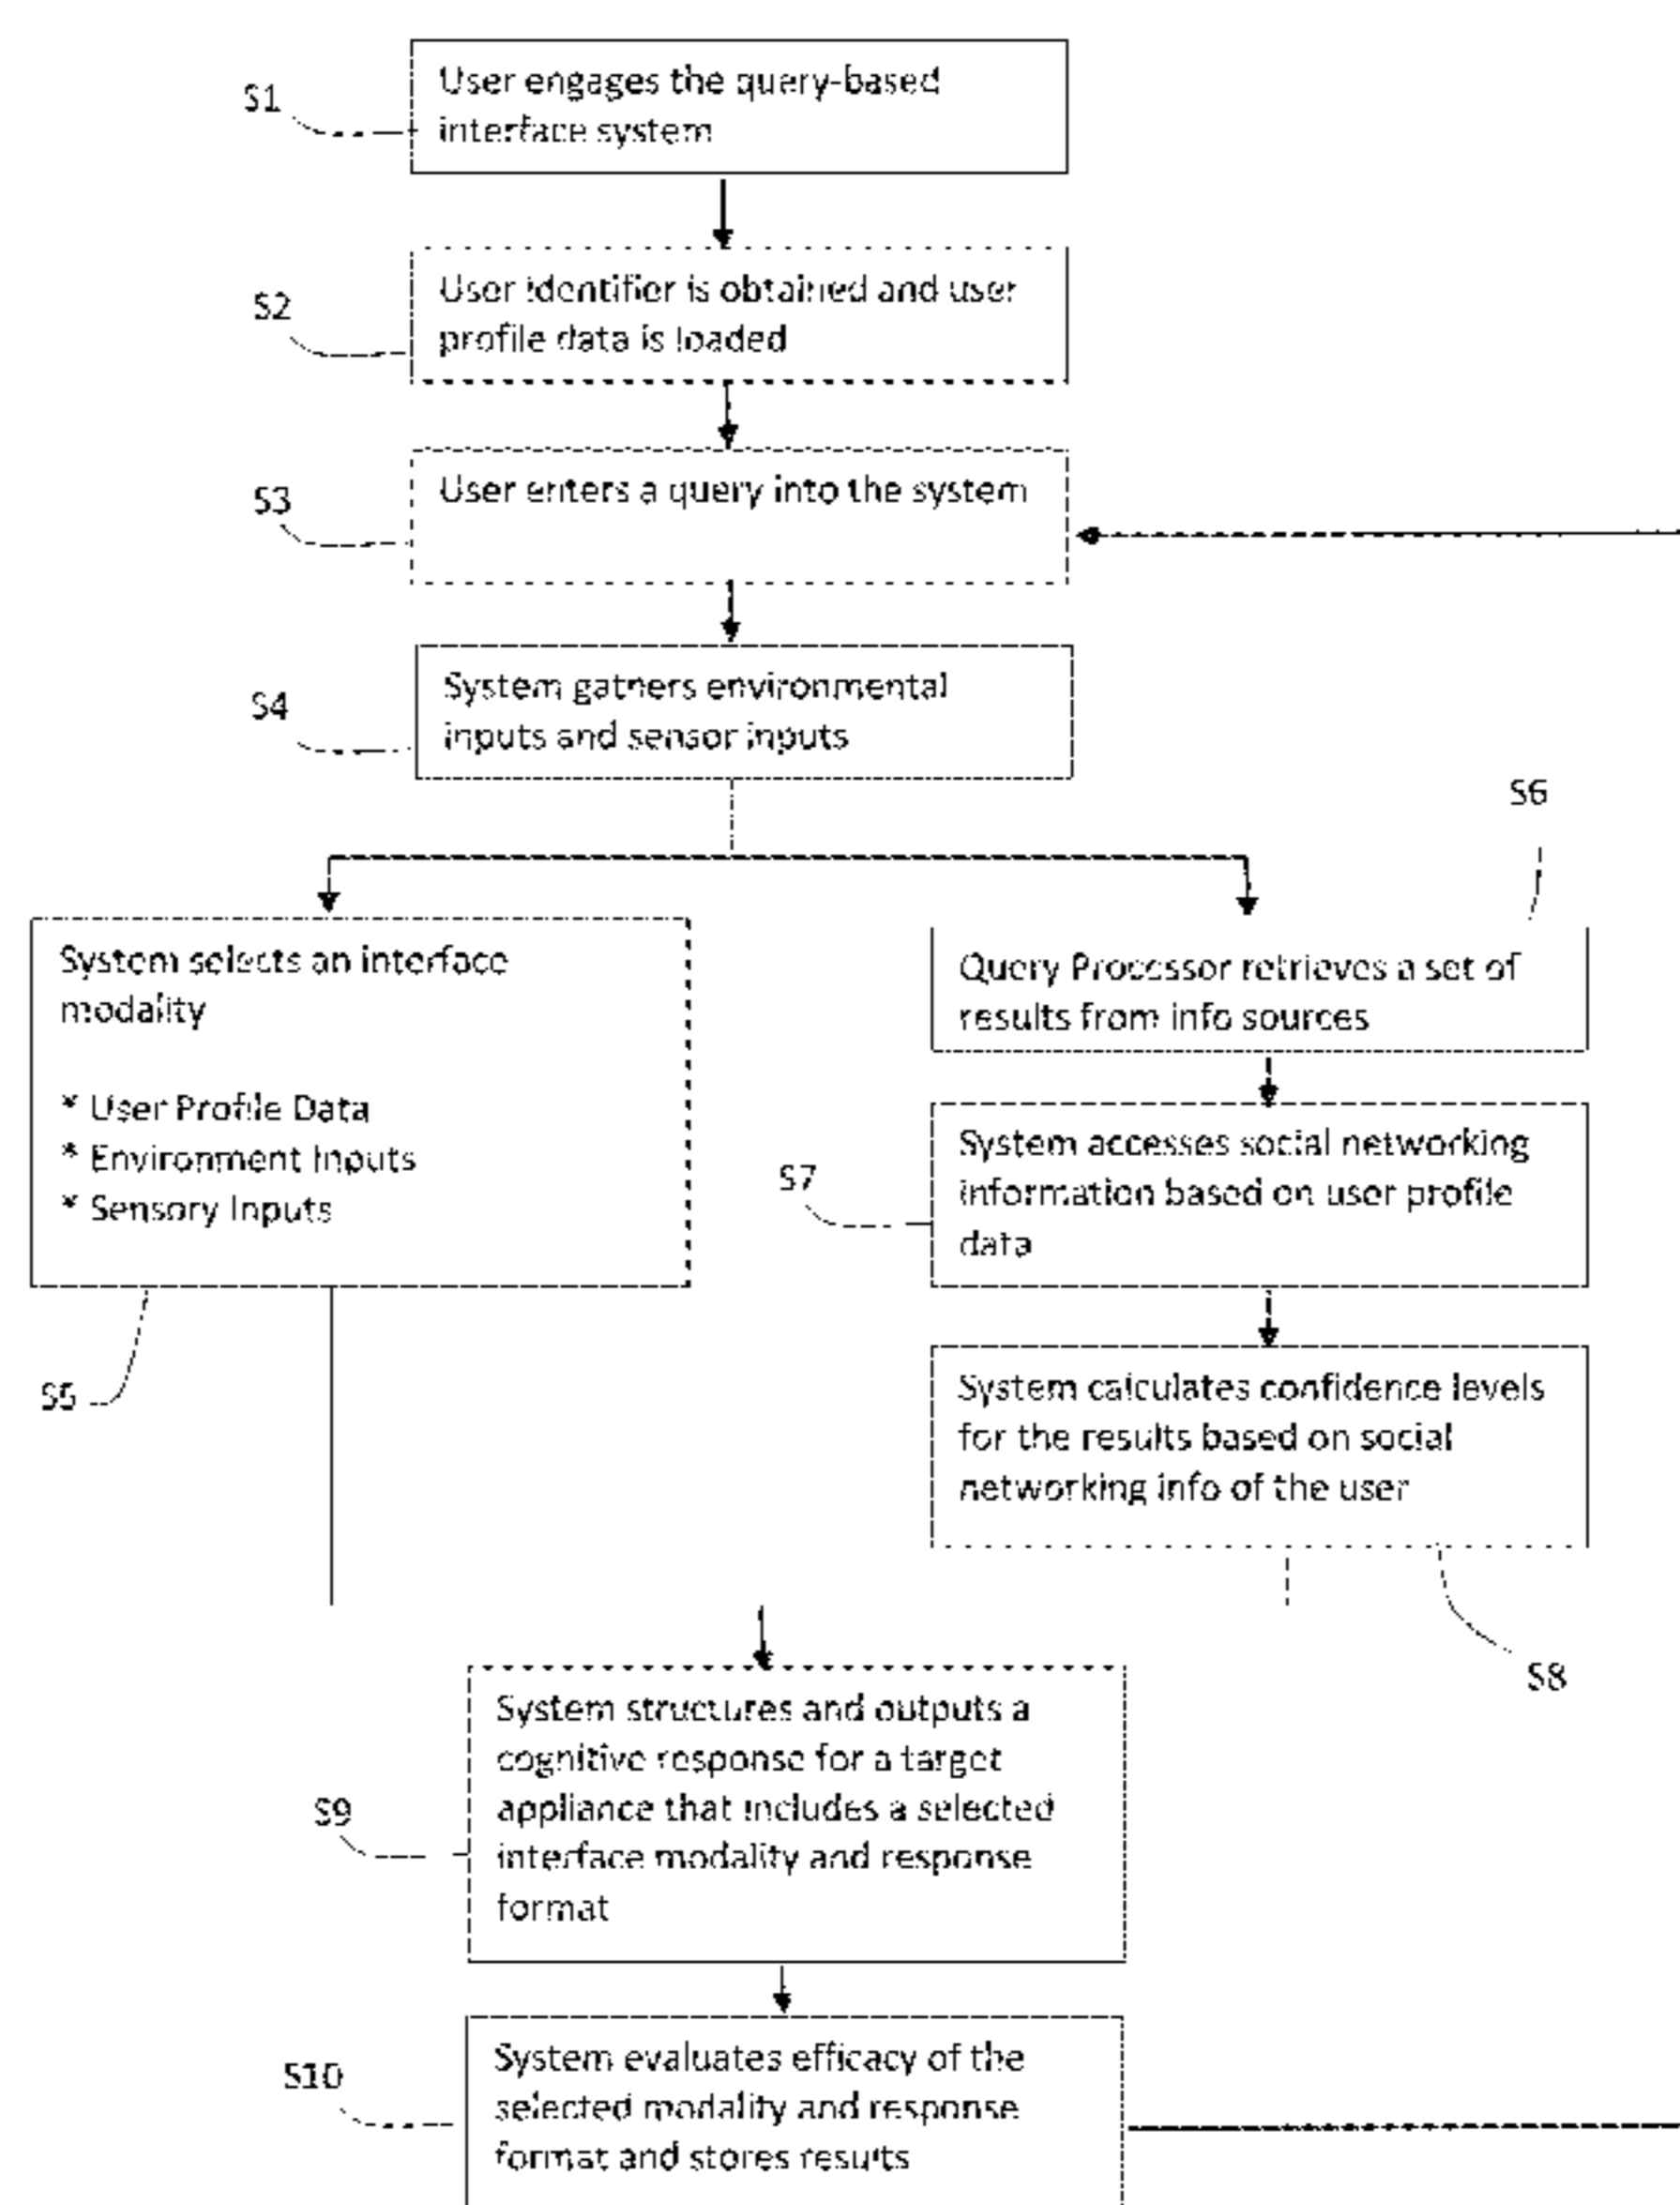 S1
User engages the query-based
interface system
S2
User identifier is obtained and user
profile data is loaded
S3
User enters a query into the system
S4
System gathers environmental
inputs and sensor inputs
S6
System selects an interface
modality
* User Profile Data
* Environment Inputs
* Sensory Inputs
S5
Query Processor retrieves a set of
results from info sources
S7
System accesses social networking
information based on user profile
data
System calculates confidence levels
for the results based on social
networking info of the user
S8
S9
System structures and outputs a
cognitive response for a target
appliance that includes a selected
interface modality and response
format
S10
System evaluates efficacy of the
selected modality and response
format and stores results